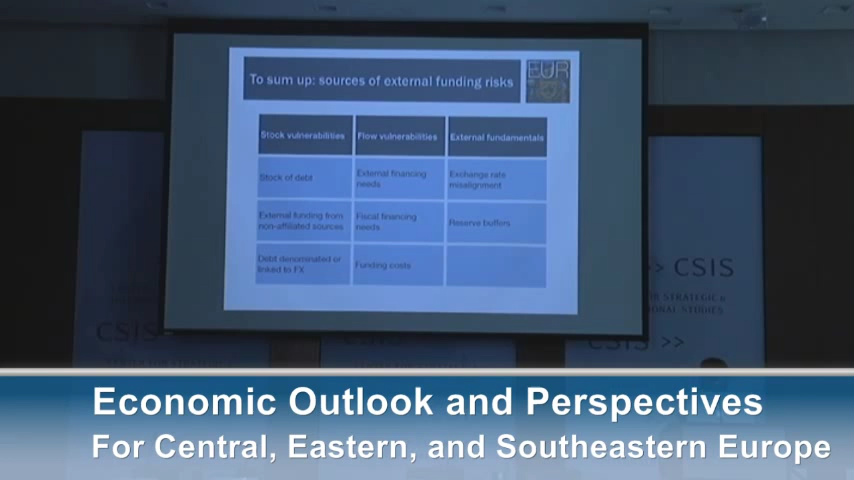 To sum up: sources of external funding risks
EUR
Stock vulnerabilities
Flow vulnerabilities
External fundamentals
Stock of debt
External financing
needs
Exchange rate
misalignment
External funding from
non-affiliated sources
Fiscal financing
needs
Reserve buffers
Debt denominated or
linked to FX
Funding costs
>> CSIS
STRATEGIC &
STUDIES
CSIS
CSIS >>
Economic Outlook and Perspectives
For Central, Eastern, and Southeastern Europe